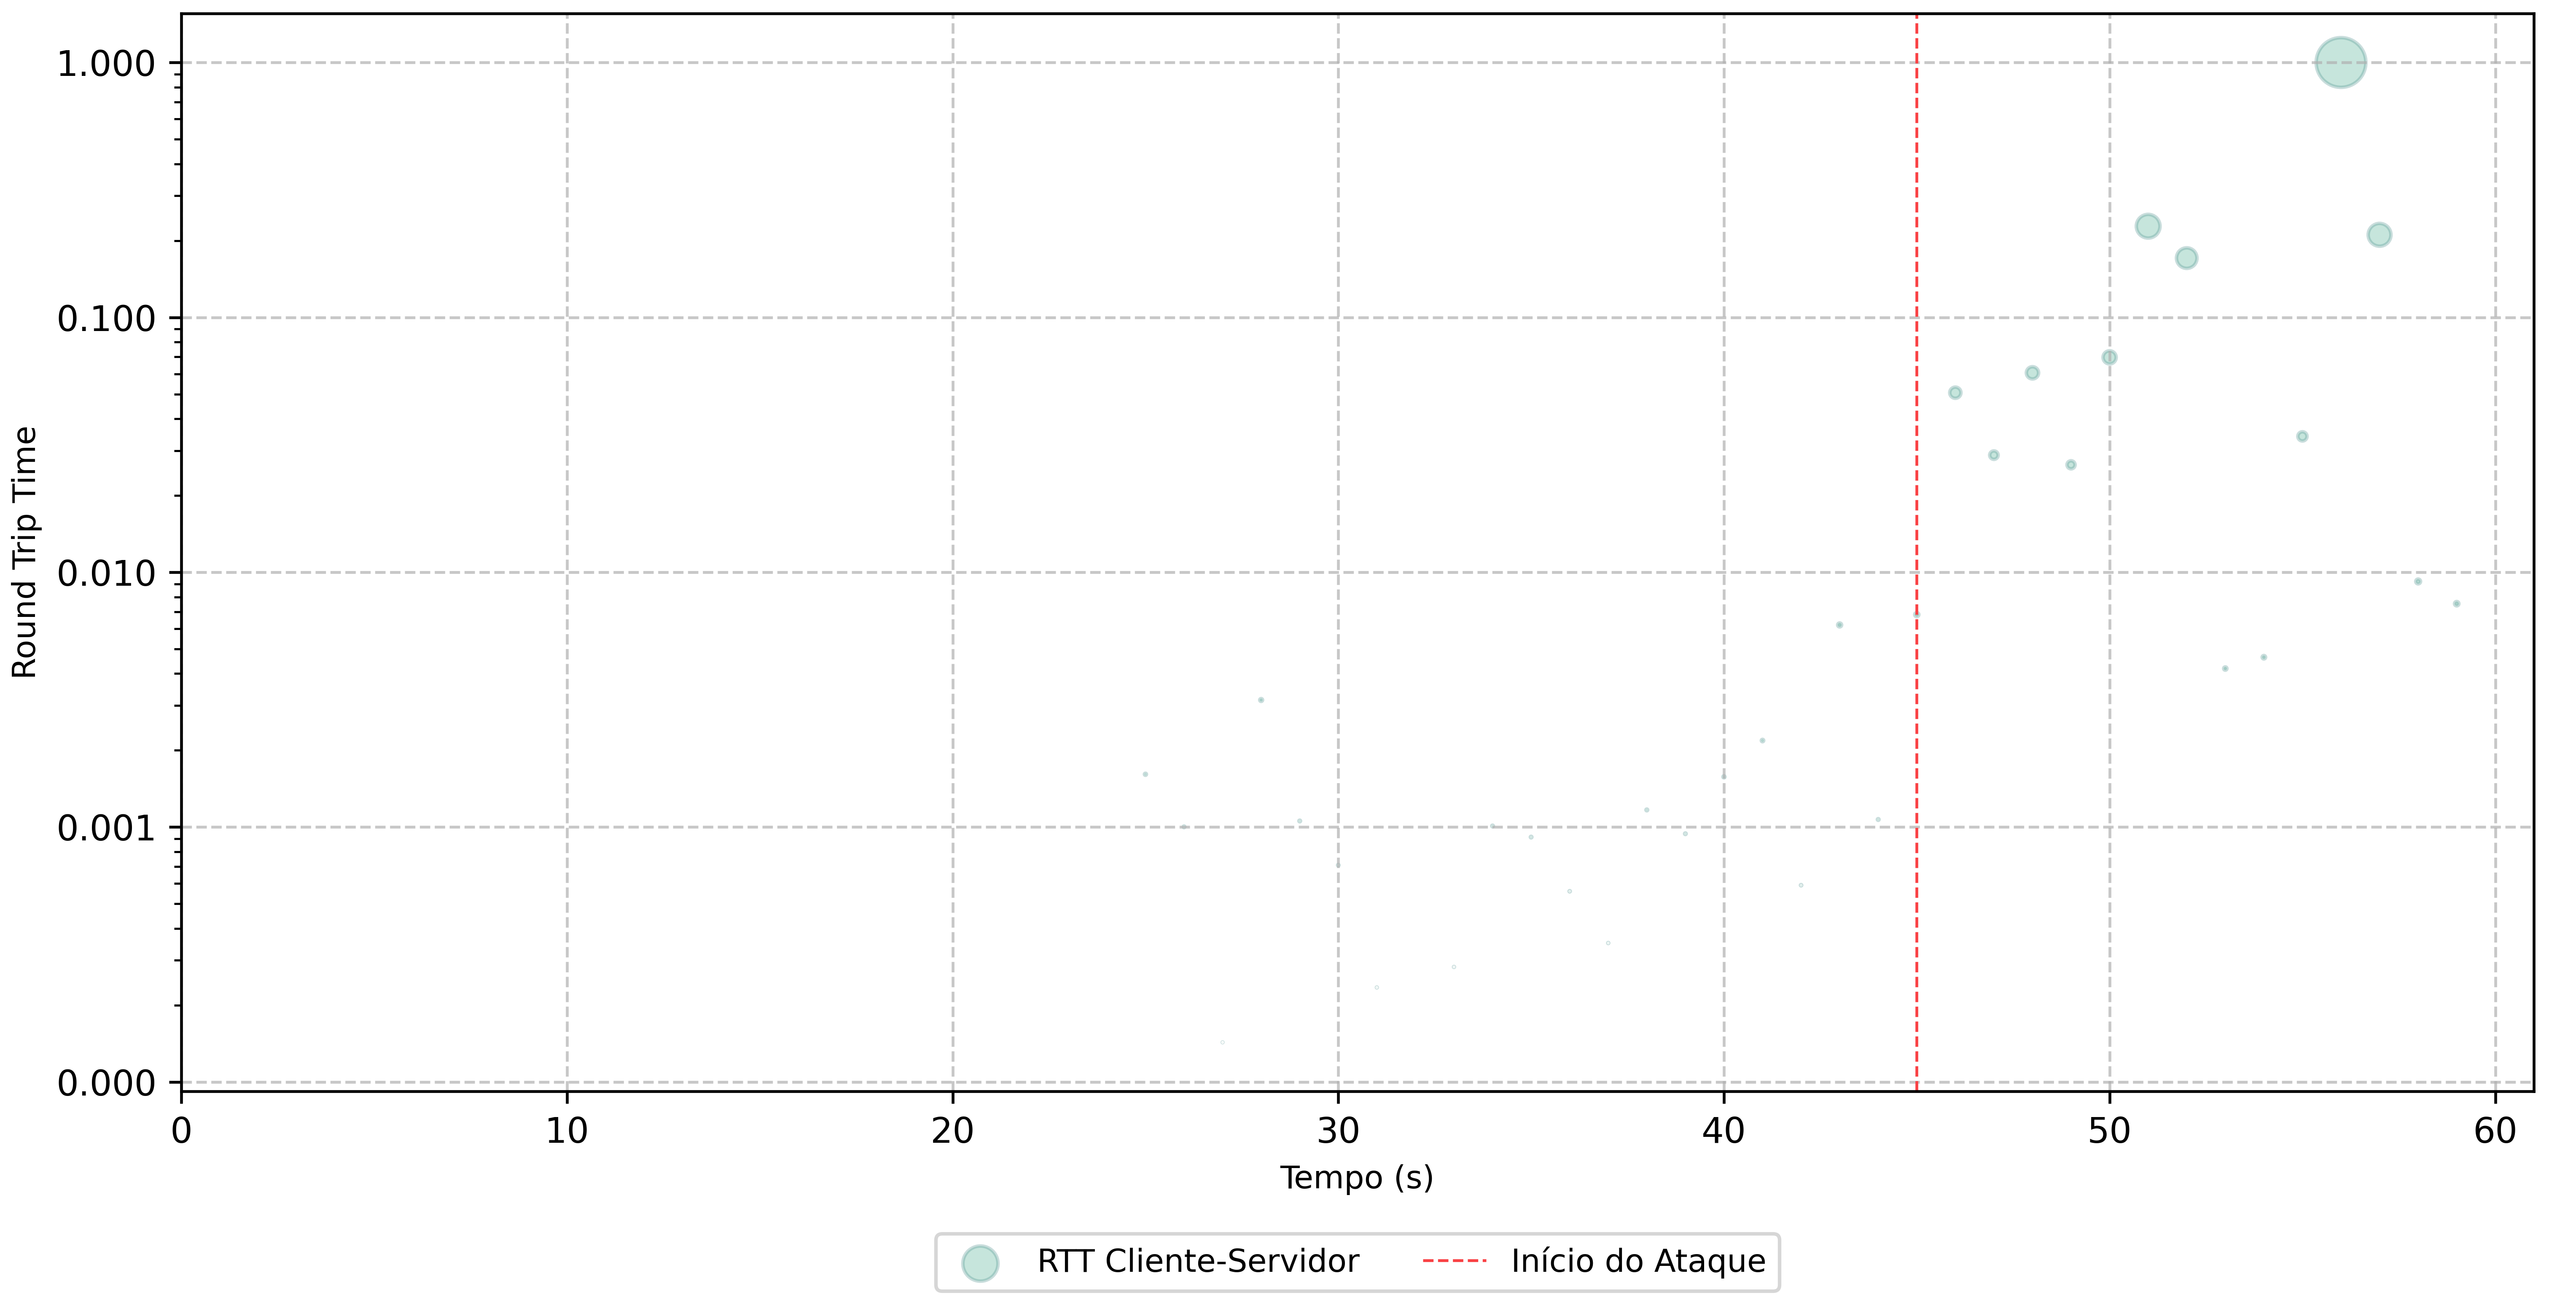 1.000
0.100
0.010
0.001
0.000
Round Trip Time
0 10 20 30 40 50 60
Tempo (s)
RTT Cliente-Servidor Início do Ataque